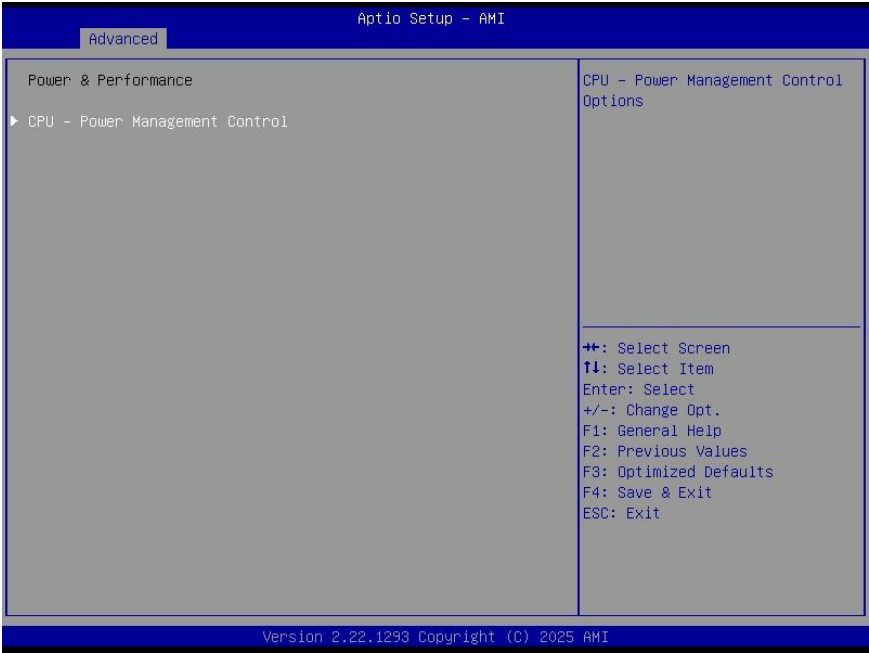 Aptio Setup – AMI
Advanced
Power & Performance
▶ CPU – Power Management Control
CPU – Power Management Control
Options
→←: Select Screen
↑↓: Select Item
Enter: Select
+/-: Change Opt.
F1: General Help
F2: Previous Values
F3: Optimized Defaults
F4: Save & Exit
ESC: Exit
Version 2.22.1293 Copyright (C) 2025 AMI